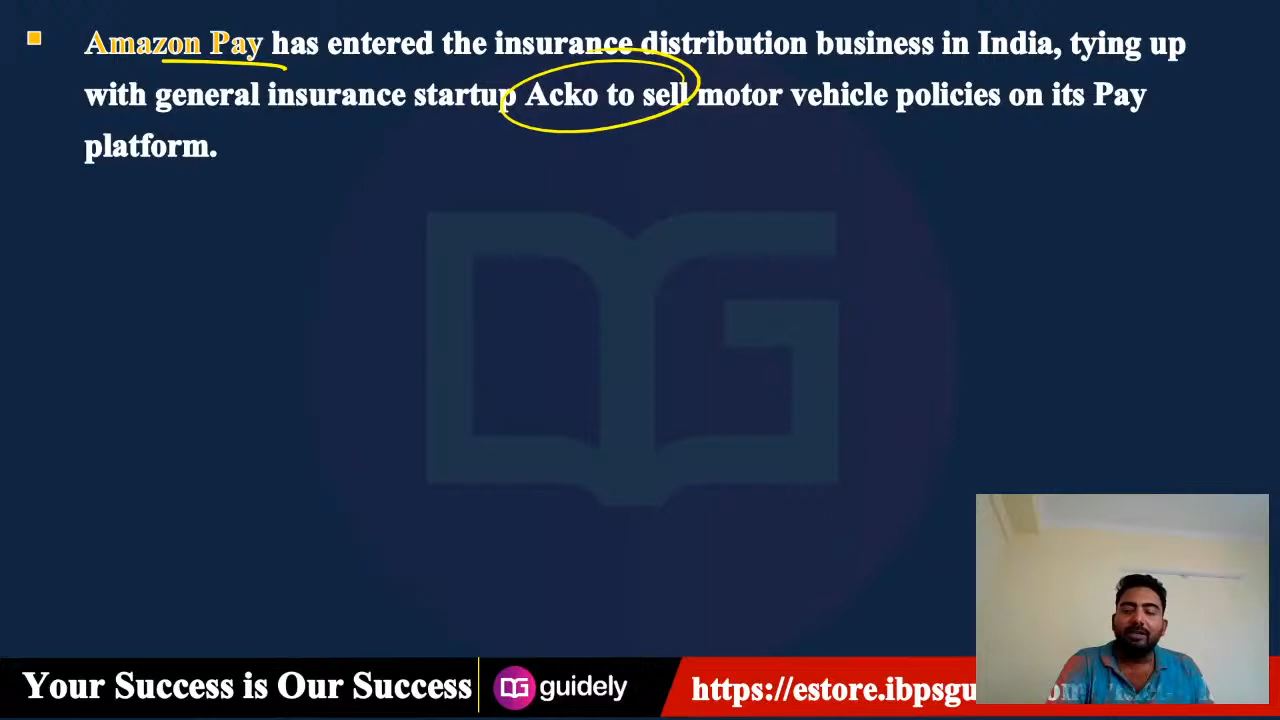 Amazon Pay has entered the insurance distribution business in India, tying up
with general insurance startup Acko to sell motor vehicle policies on its Pay
platform.
Your Success is Our Success
guidely
https://estore.ibpsgu